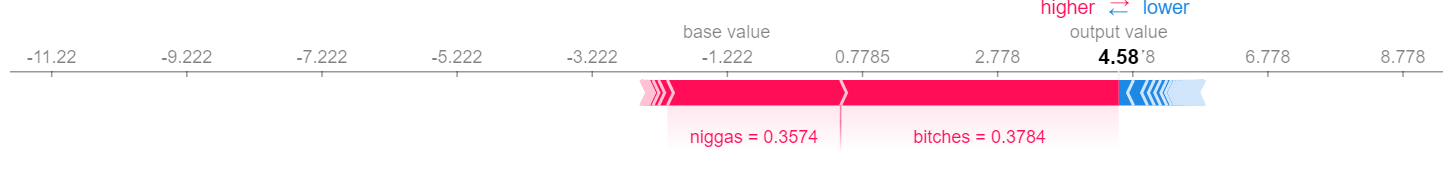 higher ⇄ lower
base value output value
-11.22 -9.222 -7.222 -5.222 -3.222 -1.222 0.7785 2.778 4.58 6.778 8.778
niggas = 0.3574 bitches = 0.3784